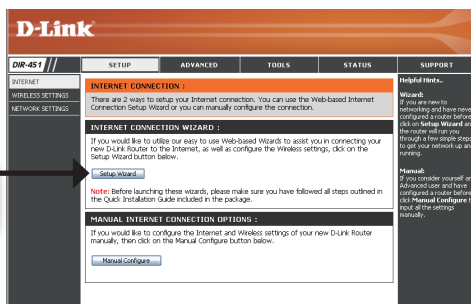 D-Link
DIR-451
SETUP
ADVANCED
TOOLS
STATUS
SUPPORT
INTERNET
WIRELESS SETTINGS
NETWORK SETTINGS
INTERNET CONNECTION :
There are 2 ways to setup your Internet connection. You can use the Web-based Internet
Connection Setup Wizard or you can manually configure the connection.
INTERNET CONNECTION WIZARD :
If you would like to utilize our easy to use Web-based Wizards to assist you in connecting your
new D-Link Router to the Internet, as well as configure the Wireless settings, click on the
Setup Wizard button below.
Setup Wizard
Note: Before launching these wizards, please make sure you have followed all steps outlined in
the Quick Installation Guide included in the package.
MANUAL INTERNET CONNECTION OPTIONS :
If you would like to configure the Internet and Wireless settings of your new D-Link Router
manually, then click on the Manual Configure button below.
Manual Configure
Helpful Hints..
Wizard:
If you are new to
networking and have neve
configured a router before
click on Setup Wizard an
the router will run you
through a few simple steps
to get your network up an
running.
Manual:
If you consider yourself an
Advanced user and have
configured a router before
click Manual Configure t
input all the settings
manually.